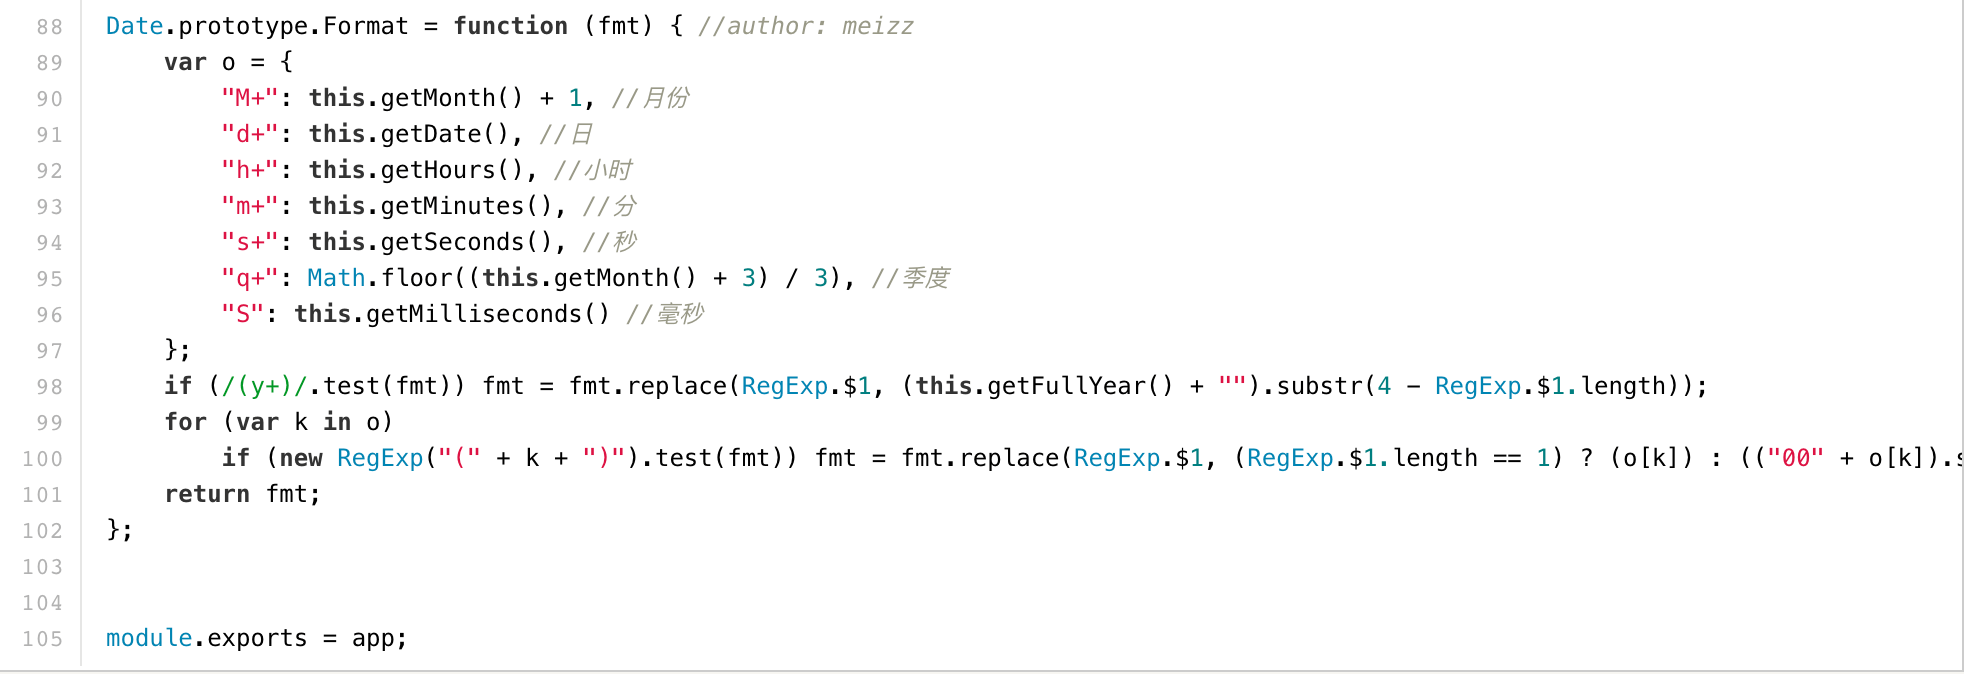 88 Date.prototype.Format = function (fmt) { //author: meizz
89     var o = {
90         "M+": this.getMonth() + 1, //月份
91         "d+": this.getDate(), //日
92         "h+": this.getHours(), //小时
93         "m+": this.getMinutes(), //分
94         "s+": this.getSeconds(), //秒
95         "q+": Math.floor((this.getMonth() + 3) / 3), //季度
96         "S": this.getMilliseconds() //毫秒
97     };
98     if (/(y+)/.test(fmt)) fmt = fmt.replace(RegExp.$1, (this.getFullYear() + "").substr(4 - RegExp.$1.length));
99     for (var k in o)
100         if (new RegExp("(" + k + ")").test(fmt)) fmt = fmt.replace(RegExp.$1, (RegExp.$1.length == 1) ? (o[k]) : (("00" + o[k]).
101     return fmt;
102 };
103
104
105 module.exports = app;